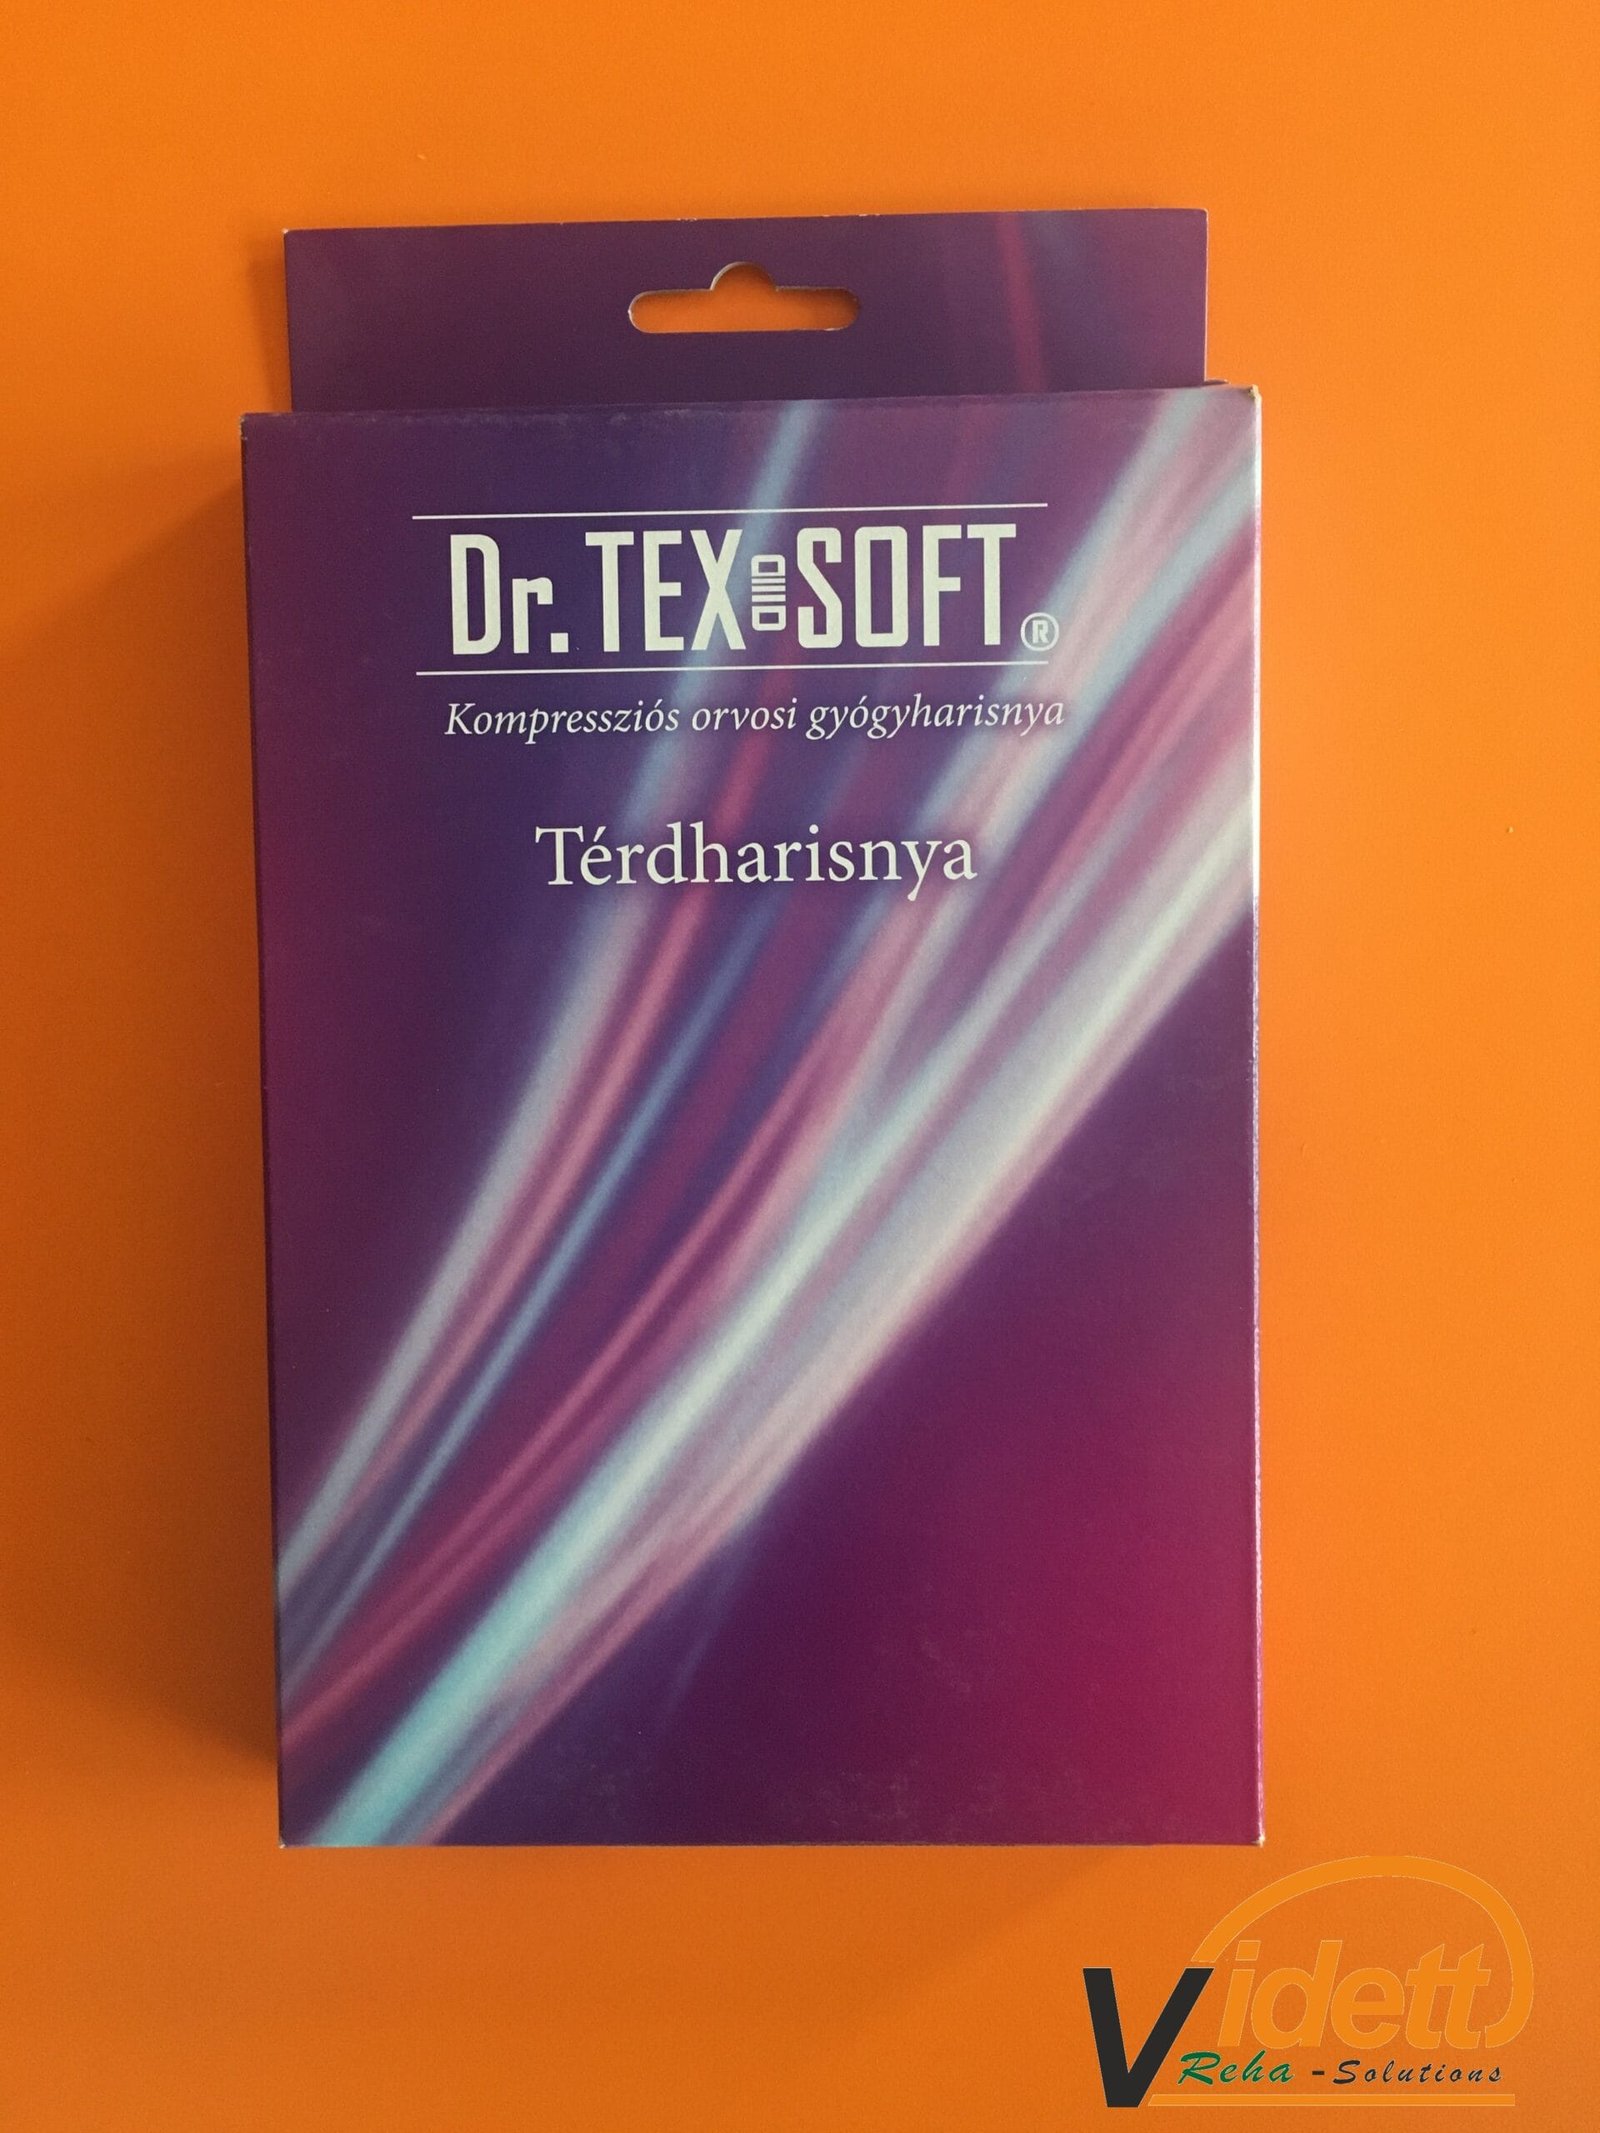 Dr. TEX SOFT®
Kompressziós orvosi gyógyharisnya
Térdharisnya
Vidett
Reha - Solutions